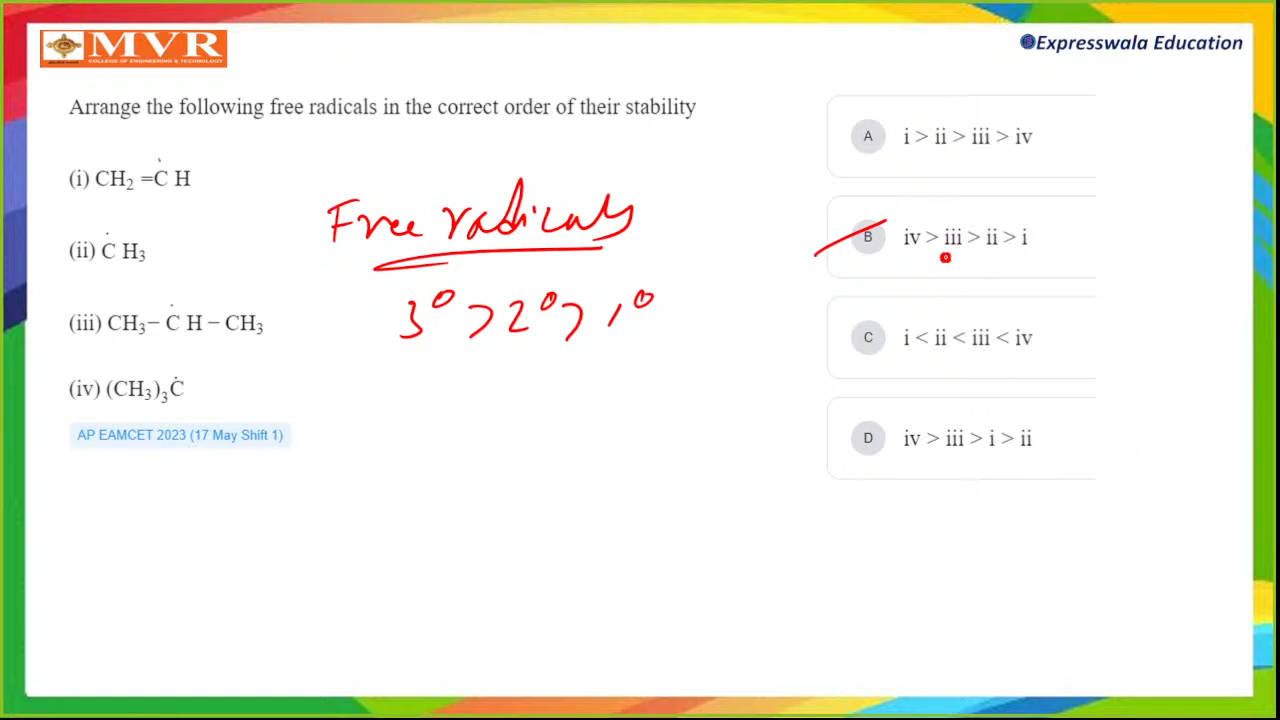 MVR
COLLEGE OF ENGINEERING & TECHNOLOGY
Expresswala Education
Arrange the following free radicals in the correct order of their stability
(i) CH₂ =Ċ H
(ii) Ċ H₃
(iii) CH₃− Ċ H − CH₃
(iv) (CH₃)₃Ċ
AP EAMCET 2023 (17 May Shift 1)
Free radicals
3° > 2° > 1°
A i > ii > iii > iv
B iv > iii > ii > i
C i < ii < iii < iv
D iv > iii > i > ii